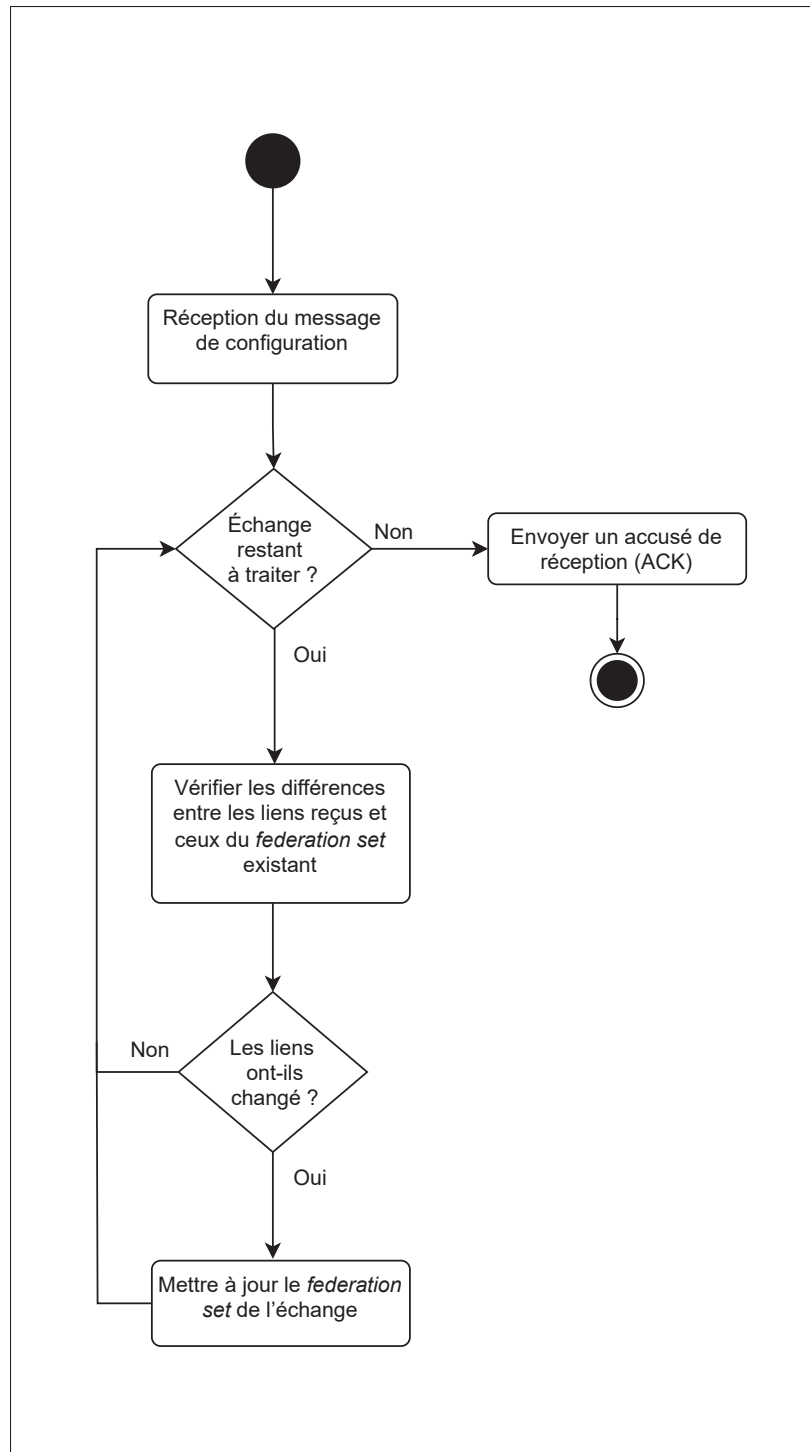 Réception du message
de configuration
Échange
restant
à traiter ?
Non
Envoyer un accusé de
réception (ACK)
Oui
Vérifier les différences
entre les liens reçus et
ceux du federation set
existant
Non
Les liens
ont-ils
changé ?
Oui
Mettre à jour le federation
set de l’échange